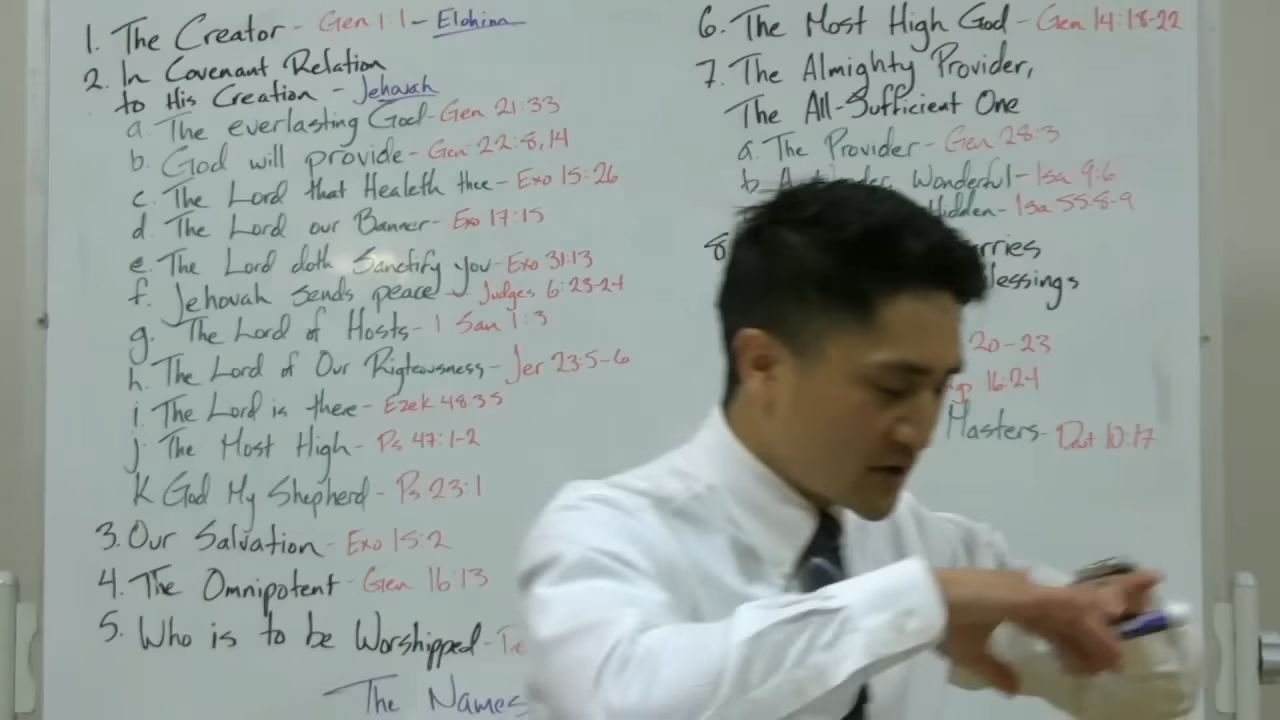 1. The Creator - Gen 1:1 - Elohim
2. In Covenant Relation
to His Creation - Jehovah
a. The everlasting God - Gen 21:33
b. God will provide - Gen 22:8,14
c. The Lord that Healeth thee - Exo 15:26
d. The Lord our Banner - Exo 17:15
e. The Lord doth Sanctify you - Exo 31:13
f. Jehovah sends peace - Judges 6:23-24
g. The Lord of Hosts - 1 Sam 1:3
h. The Lord of Our Righteousness - Jer 23:5-6
i. The Lord is there - Ezek 48:35
j. The Most High - Ps 47:1-2
K God My Shepherd - Ps 23:1
3. Our Salvation - Exo 15:2
4. The Omnipotent - Gen 16:13
5. Who is to be Worshipped -
The Names
6. The Most High God - Gen 14:18-22
7. The Almighty Provider,
The All-Sufficient One
a. The Provider - Gen 28:3
b. Wonderful - Isa 9:6
Hidden - Isa 55:8-9
8
20-23
16:24
Masters - Deut 10:17